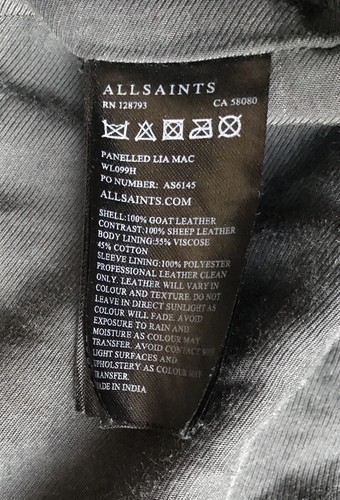 ALLSAINTS
RN 128793 CA 58080
PANELLED LIA MAC
WL099H
PO NUMBER: AS6145
ALLSAINTS.COM
SHELL:100% GOAT LEATHER
CONTRAST:100% SHEEP LEATHER
BODY LINING:55% VISCOSE
45% COTTON
SLEEVE LINING:100% POLYESTER
PROFESSIONAL LEATHER CLEAN
ONLY. LEATHER WILL VARY IN
COLOUR AND TEXTURE. DO NOT
LEAVE IN DIRECT SUNLIGHT AS
COLOUR WILL FADE. AVOID
EXPOSURE TO RAIN AND
MOISTURE AS COLOUR MAY
TRANSFER. AVOID CONTACT WITH
LIGHT SURFACES AND
UPHOLSTERY AS COLOUR MAY
TRANSFER.
MADE IN INDIA